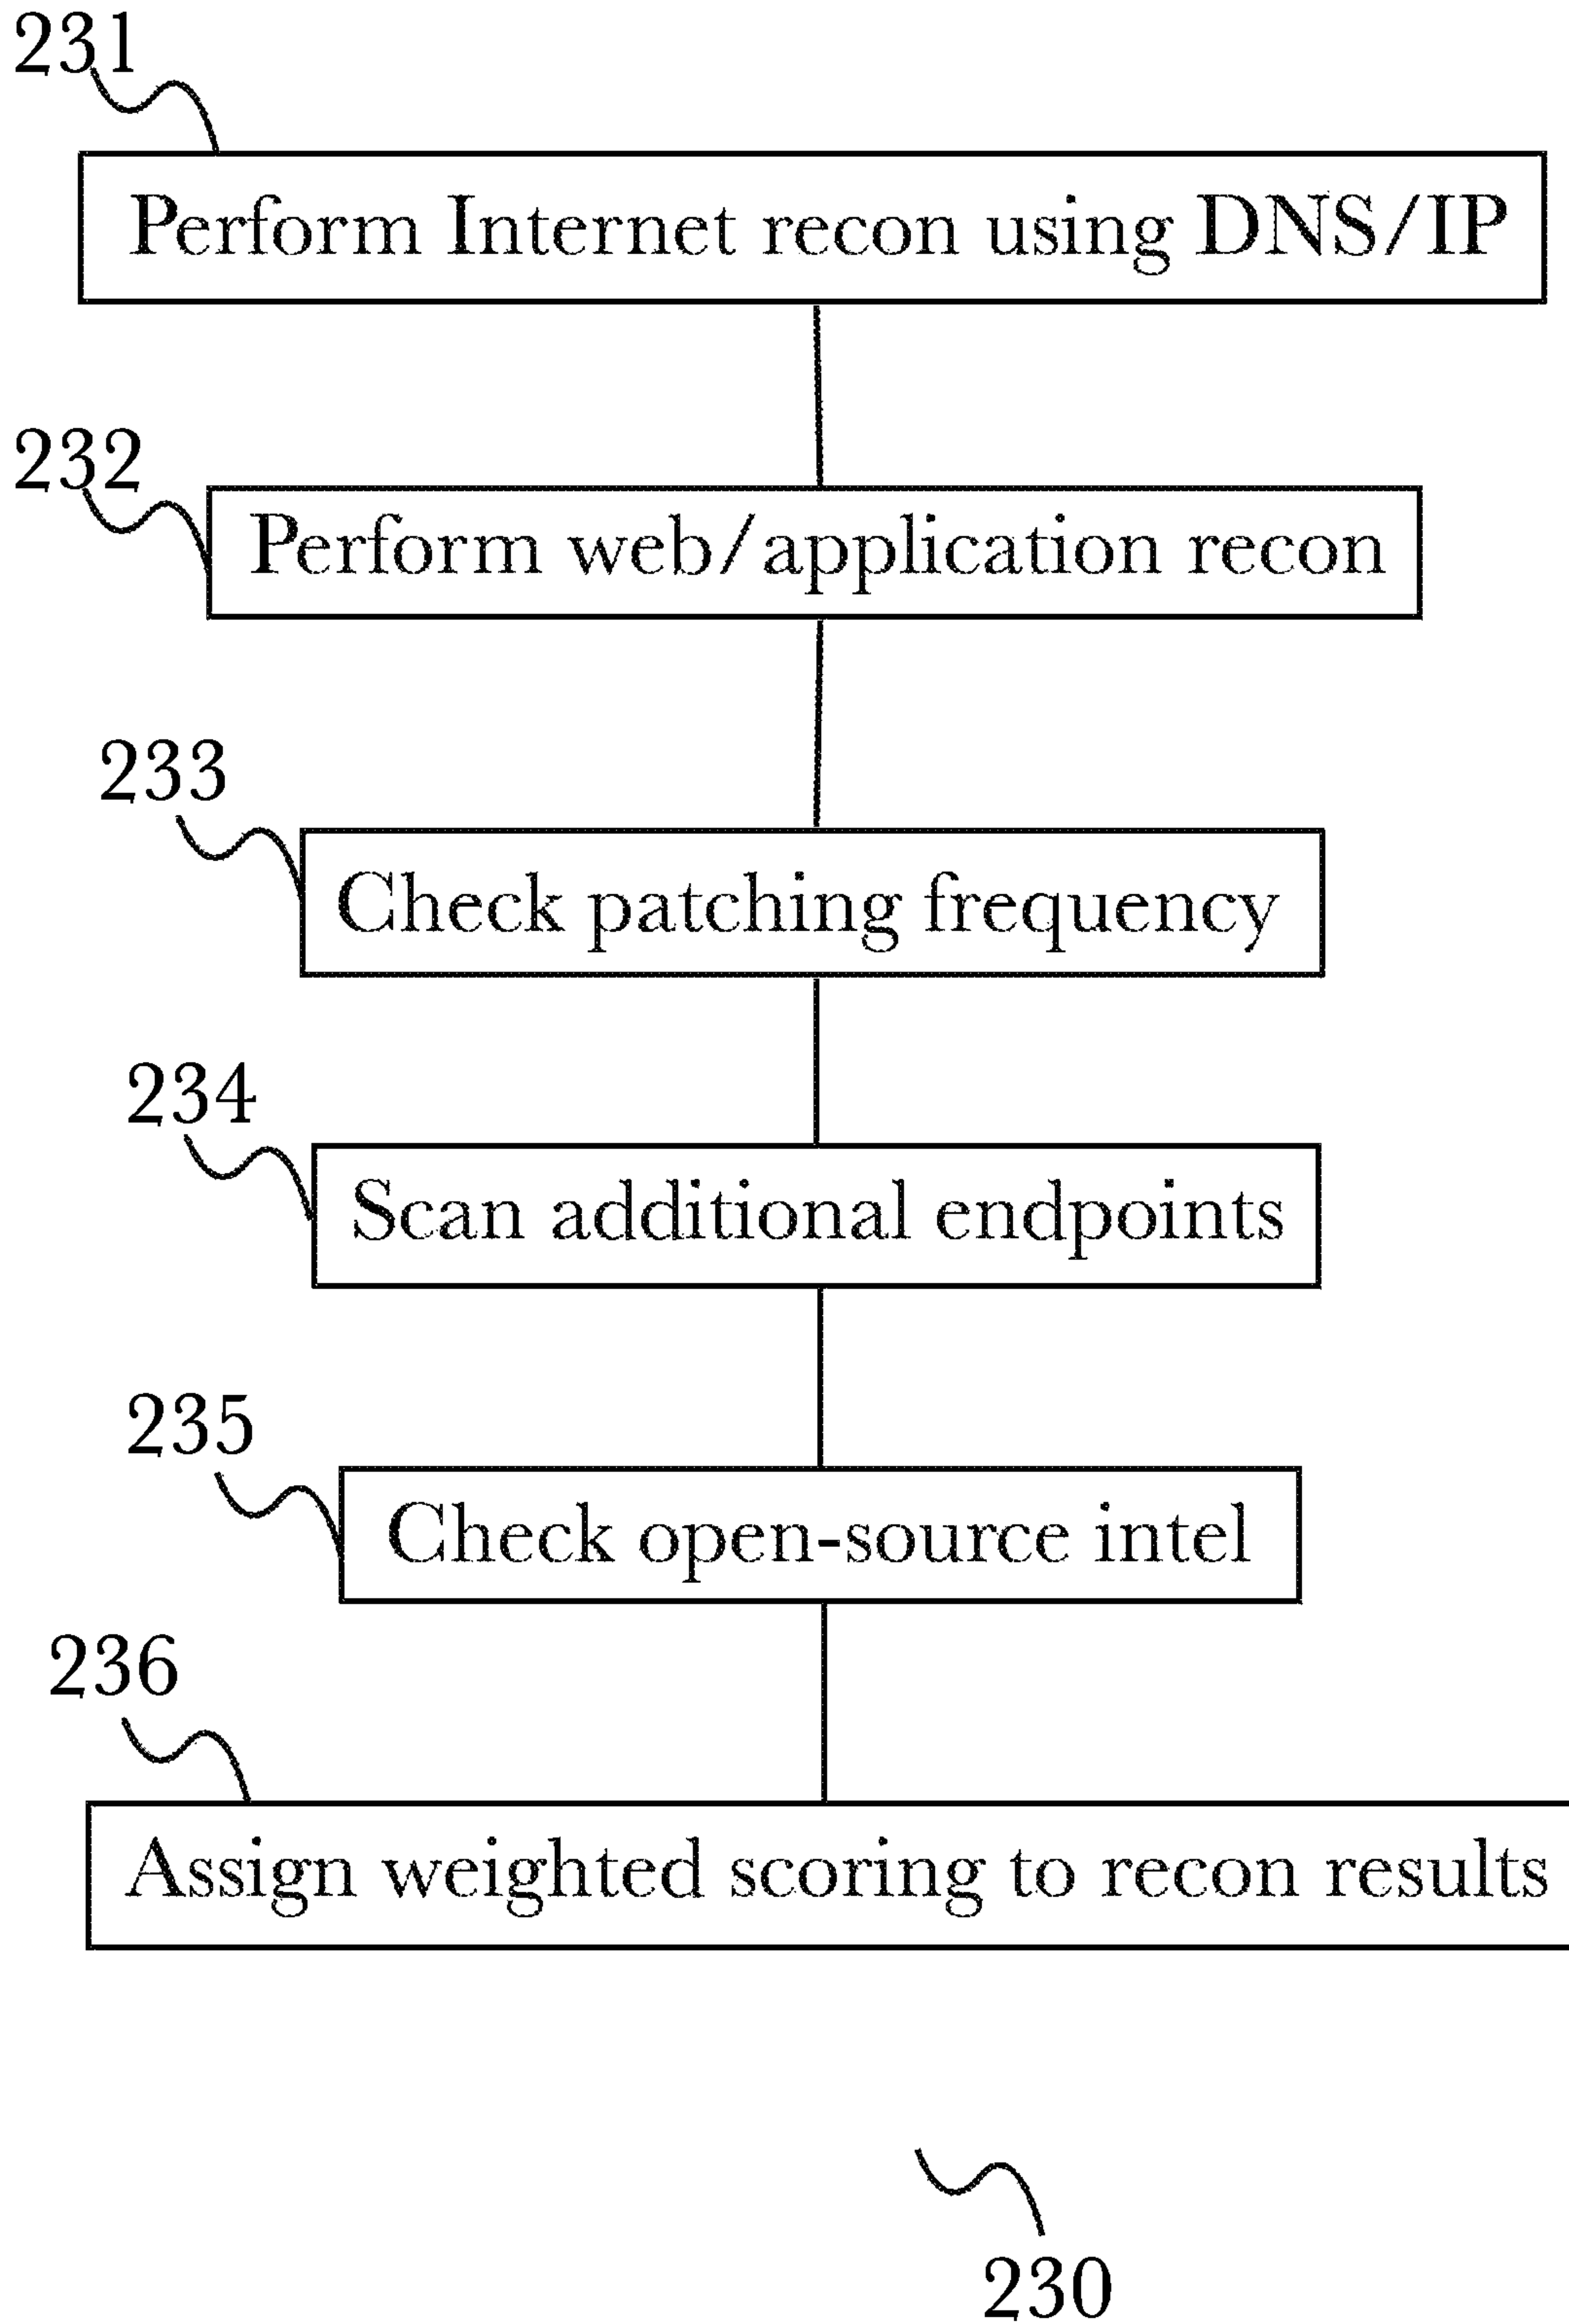 231
Perform Internet recon using DNS/IP
232
Perform web/application recon
233
Check patching frequency
234
Scan additional endpoints
235
Check open-source intel
236
Assign weighted scoring to recon results
230